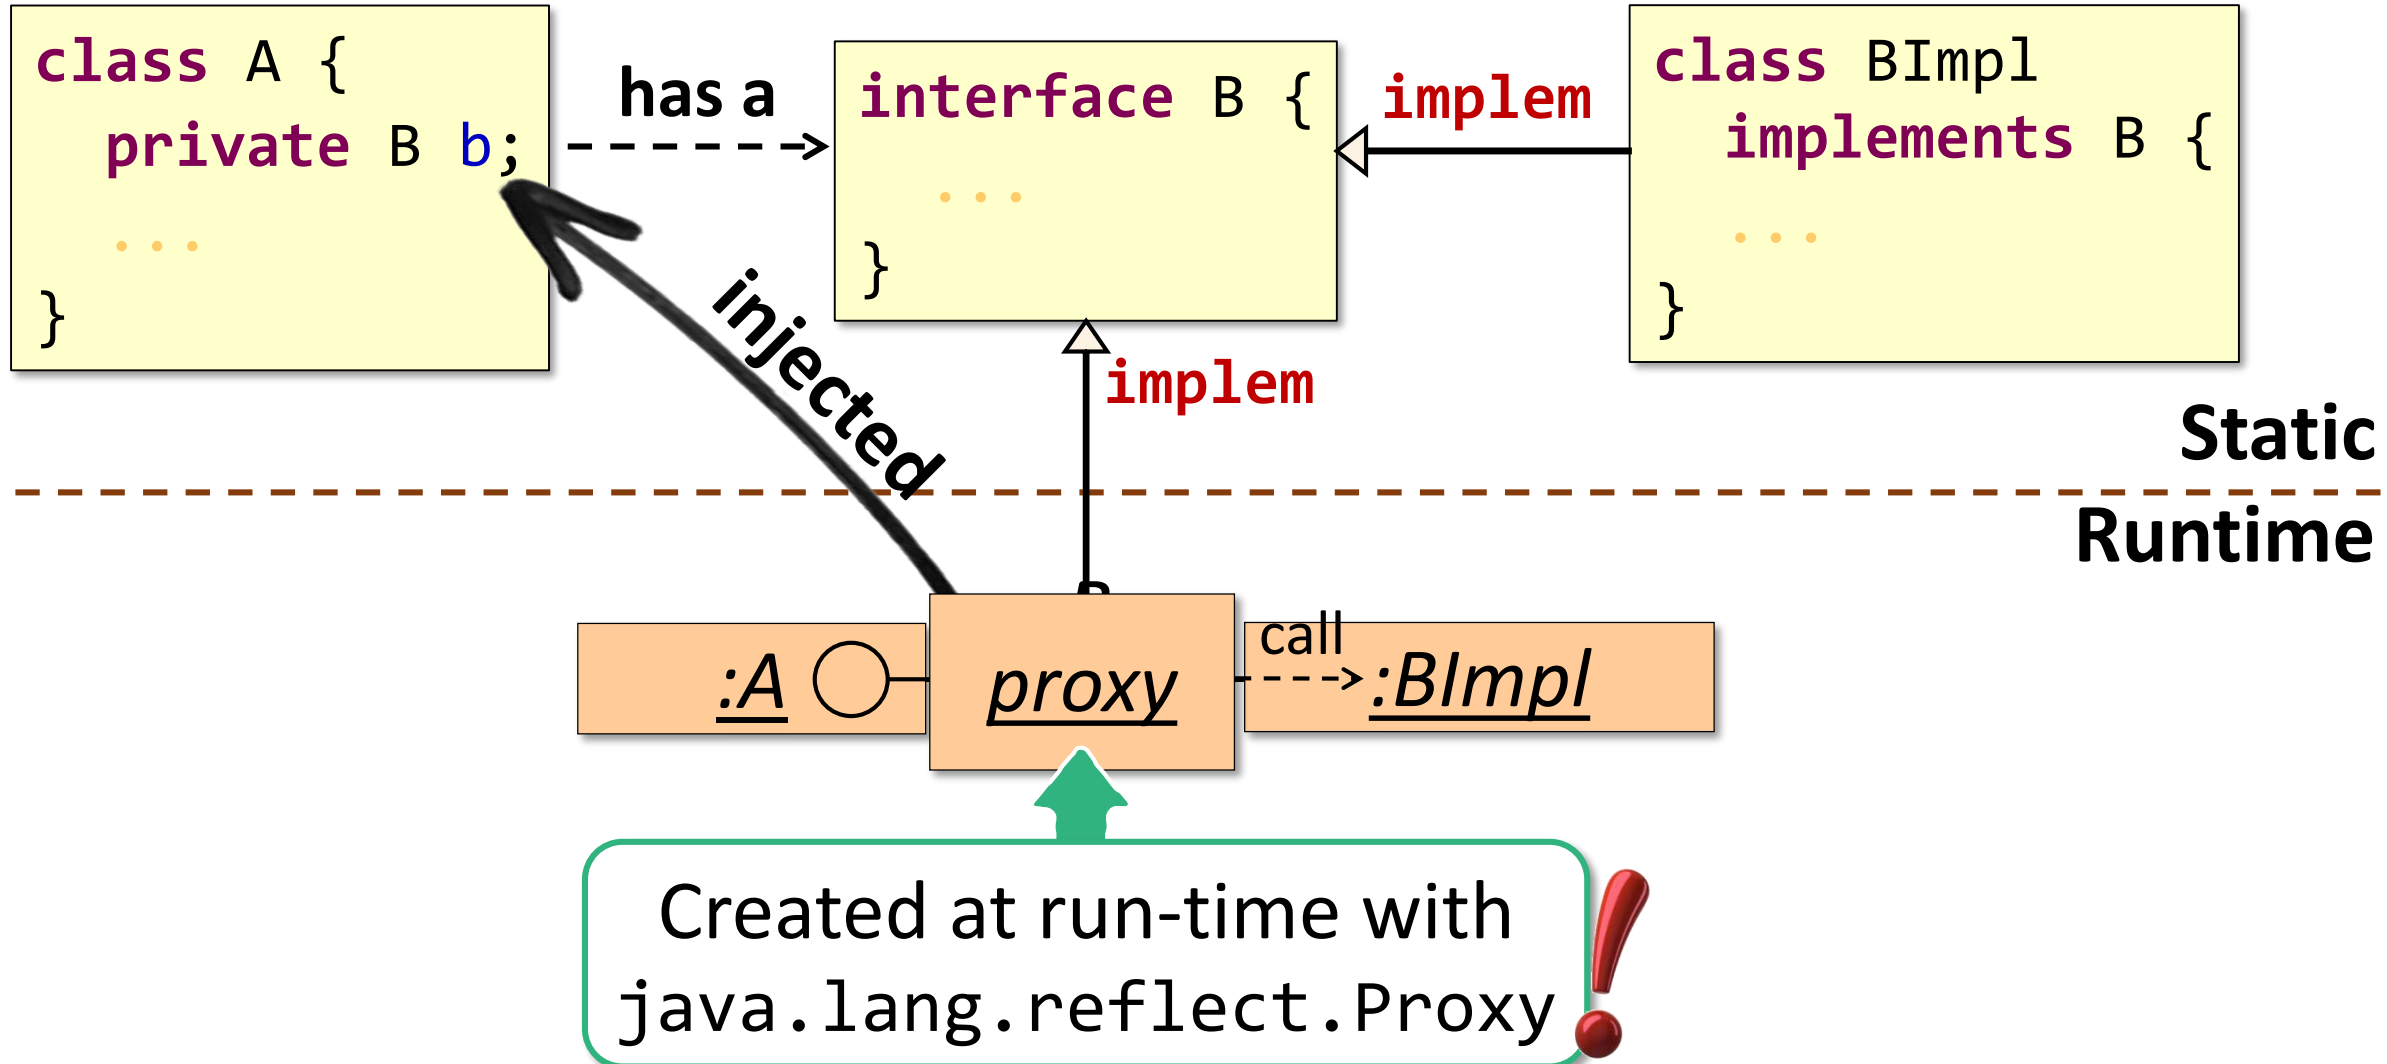 class A {
private B b;
...
}
has a
interface B {
...
}
implem
class BImpl
implements B {
...
}
injected
implem
Static
Runtime
:A
proxy
call
:BImpl
Created at run-time with
java.lang.reflect.Proxy